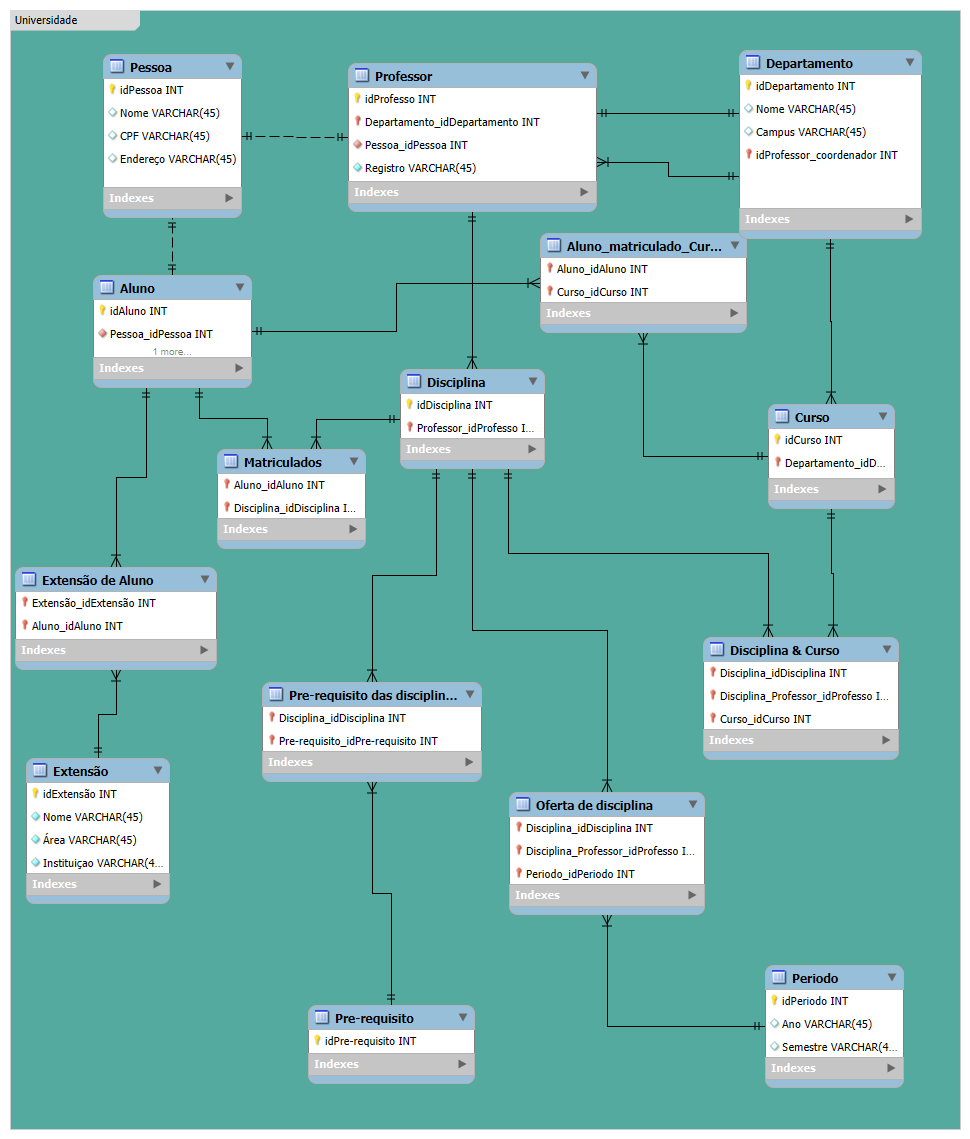 Universidade
Pessoa
idPessoa INT
Nome VARCHAR(45)
CPF VARCHAR(45)
Endereço VARCHAR(45)
Indexes
Professor
idProfesso INT
Departamento_idDepartamento INT
Pessoa_idPessoa INT
Registro VARCHAR(45)
Indexes
Departamento
idDepartamento INT
Nome VARCHAR(45)
Campus VARCHAR(45)
idProfessor_coordenador INT
Indexes
Aluno_matriculado_Cur...
Aluno_idAluno INT
Curso_idCurso INT
Indexes
Aluno
idAluno INT
Pessoa_idPessoa INT
1 more...
Indexes
Disciplina
idDisciplina INT
Professor_idProfesso I...
Indexes
Curso
idCurso INT
Departamento_idD...
Indexes
Matriculados
Aluno_idAluno INT
Disciplina_idDisciplina I...
Indexes
Extensão de Aluno
Extensão_idExtensão INT
Aluno_idAluno INT
Indexes
Disciplina & Curso
Disciplina_idDisciplina INT
Disciplina_Professor_idProfesso I...
Curso_idCurso INT
Indexes
Pre-requisito das disciplin...
Disciplina_idDisciplina INT
Pre-requisito_idPre-requisito INT
Indexes
Extensão
idExtensão INT
Nome VARCHAR(45)
Área VARCHAR(45)
Instituiçao VARCHAR(4...
Indexes
Oferta de disciplina
Disciplina_idDisciplina INT
Disciplina_Professor_idProfesso I...
Periodo_idPeriodo INT
Indexes
Periodo
idPeriodo INT
Ano VARCHAR(45)
Semestre VARCHAR(4...
Indexes
Pre-requisito
idPre-requisito INT
Indexes